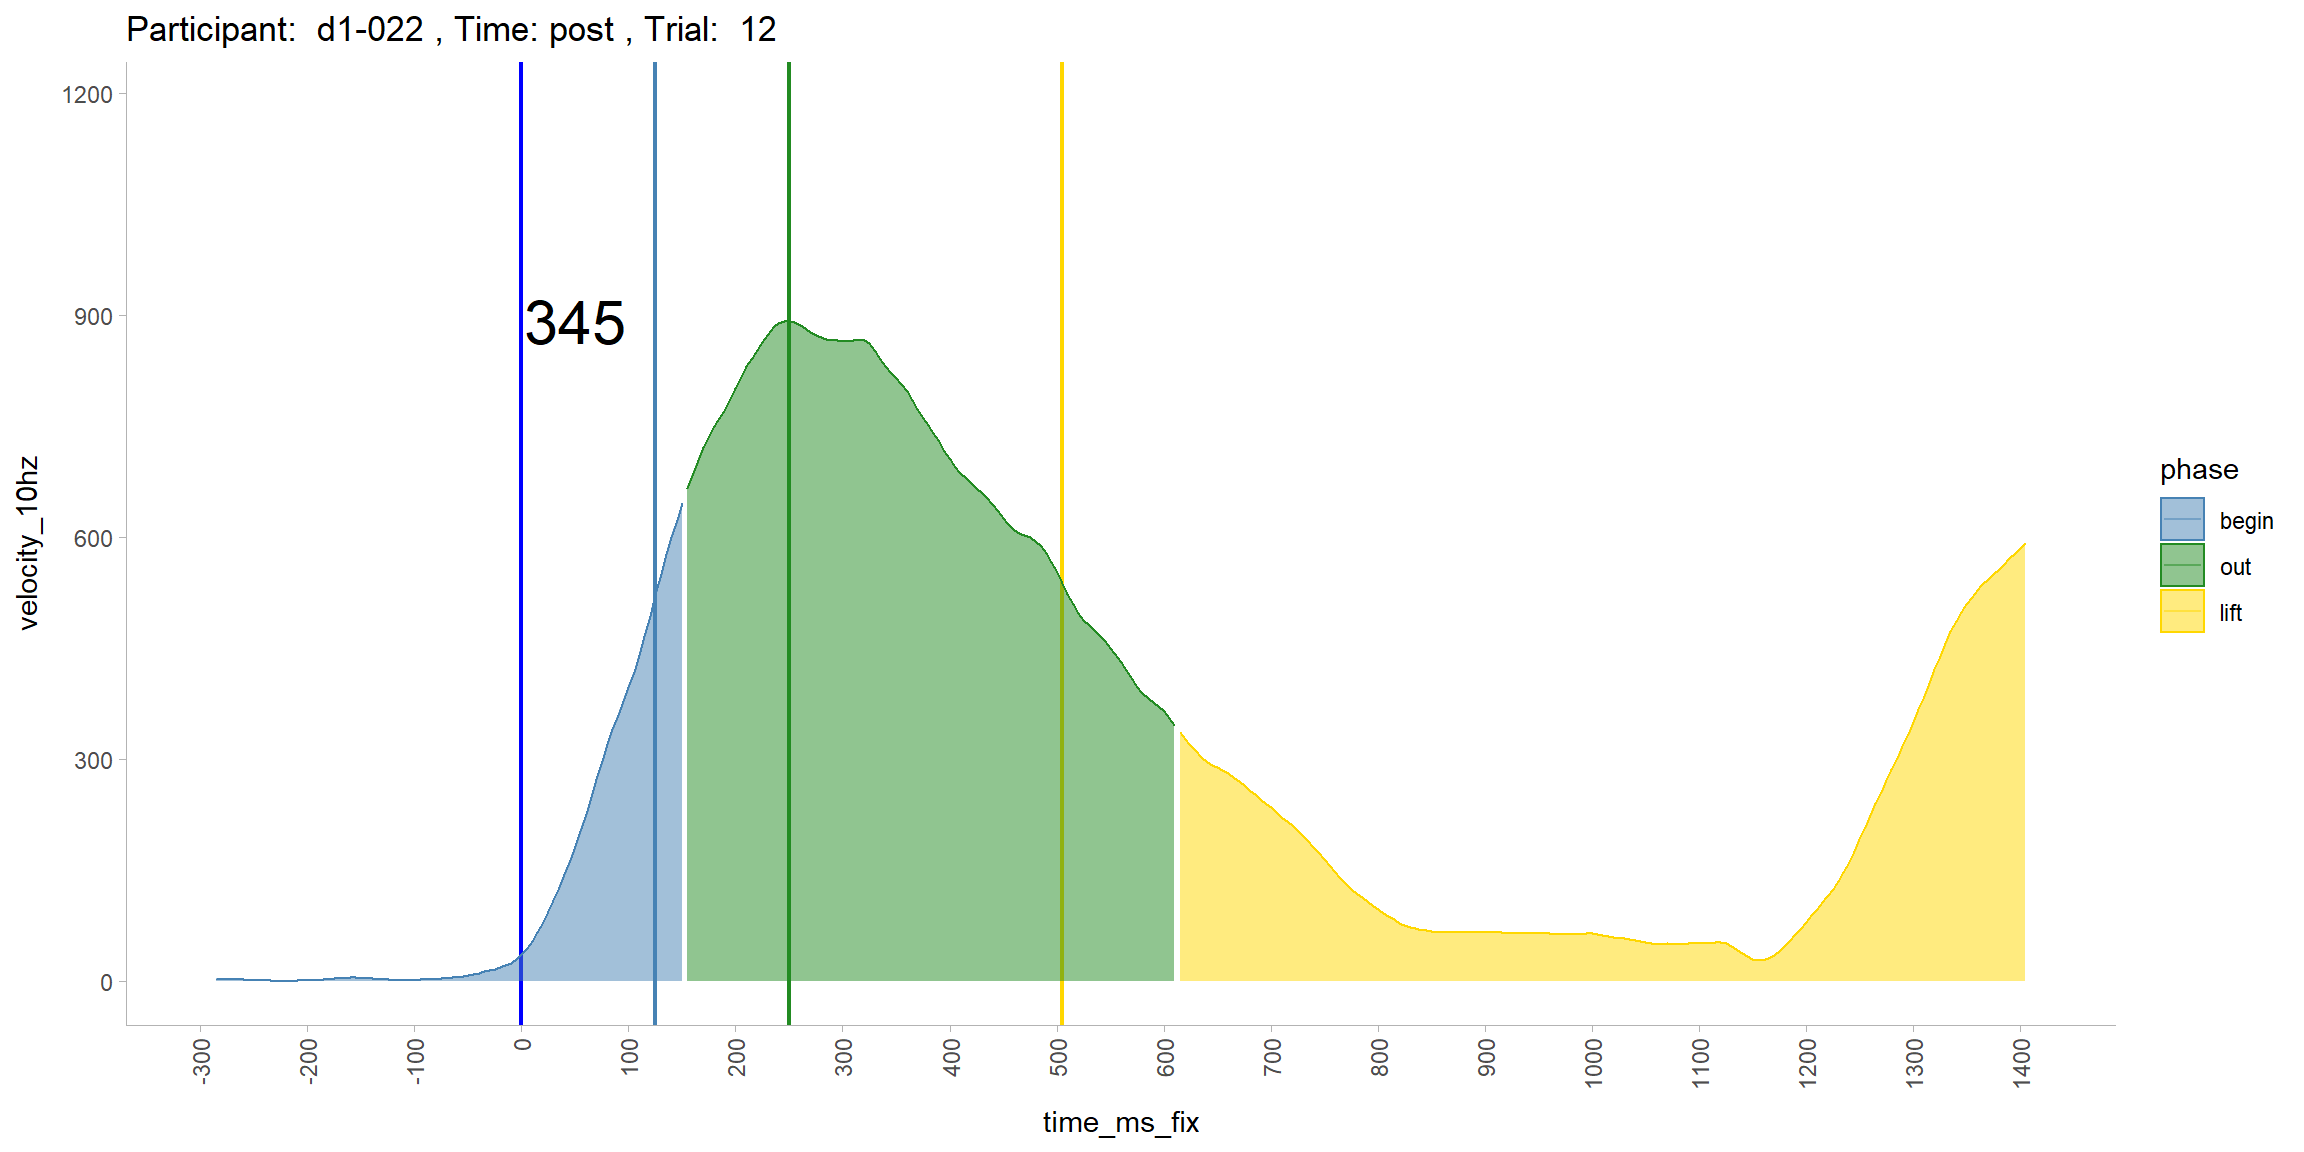 Participant:  d1-022 , Time: post , Trial:  12
1200
900
600
300
0
velocity_10hz
345
-300 -200 -100 0 100 200 300 400 500 600 700 800 900 1000 1100 1200 1300 1400
time_ms_fix
phase
begin
out
lift